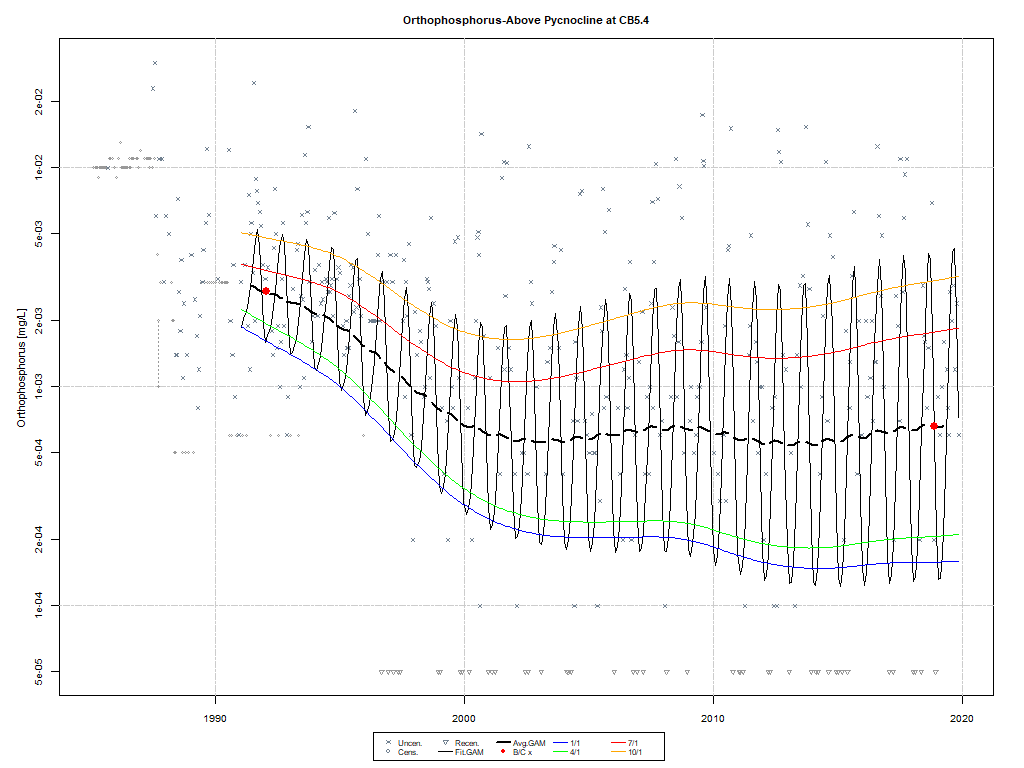 Orthophosphorus-Above Pycnocline at CB5.4
Orthophosphorus [mg/L]
2e-02
1e-02
5e-03
2e-03
1e-03
5e-04
2e-04
1e-04
5e-05
1990 2000 2010 2020
Uncen. Recen. Avg.GAM 1/1 7/1
Cens. Fit.GAM B/C x 4/1 10/1